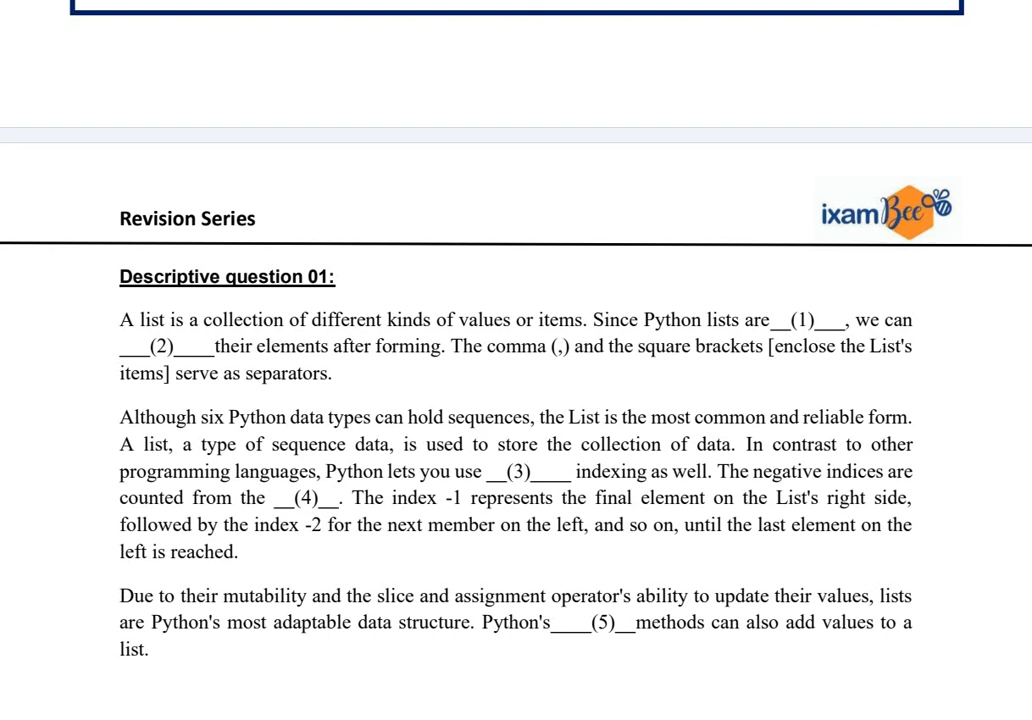 Revision Series
ixamBee
Descriptive question 01:
A list is a collection of different kinds of values or items. Since Python lists are__(1)___, we can
___(2)____their elements after forming. The comma (,) and the square brackets [enclose the List's
items] serve as separators.
Although six Python data types can hold sequences, the List is the most common and reliable form.
A list, a type of sequence data, is used to store the collection of data. In contrast to other
programming languages, Python lets you use __(3)____ indexing as well. The negative indices are
counted from the __(4)__. The index -1 represents the final element on the List's right side,
followed by the index -2 for the next member on the left, and so on, until the last element on the
left is reached.
Due to their mutability and the slice and assignment operator's ability to update their values, lists
are Python's most adaptable data structure. Python's____(5)__methods can also add values to a
list.